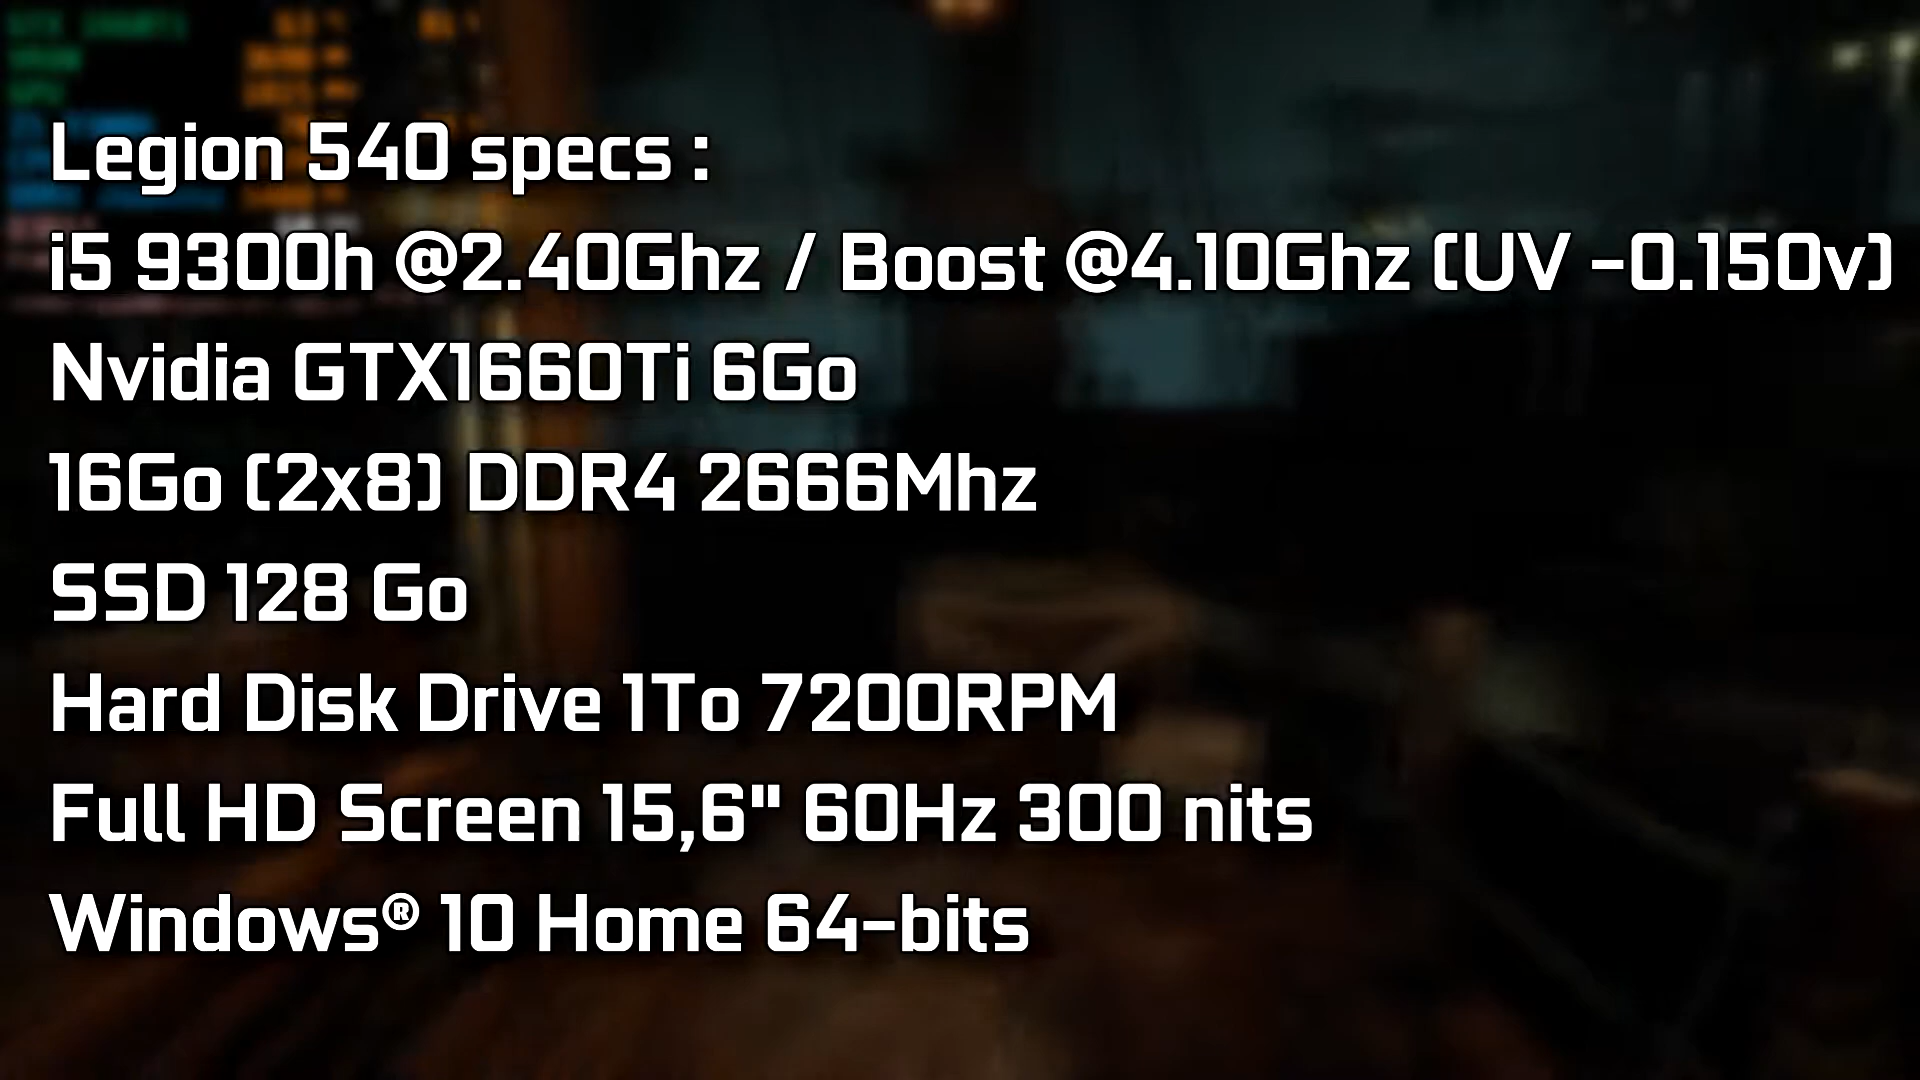 Legion 540 specs :
i5 9300h @2.40Ghz / Boost @4.10Ghz (UV -0.150v)
Nvidia GTX1660Ti 6Go
16Go (2x8) DDR4 2666Mhz
SSD 128 Go
Hard Disk Drive 1To 7200RPM
Full HD Screen 15,6" 60Hz 300 nits
Windows® 10 Home 64-bits